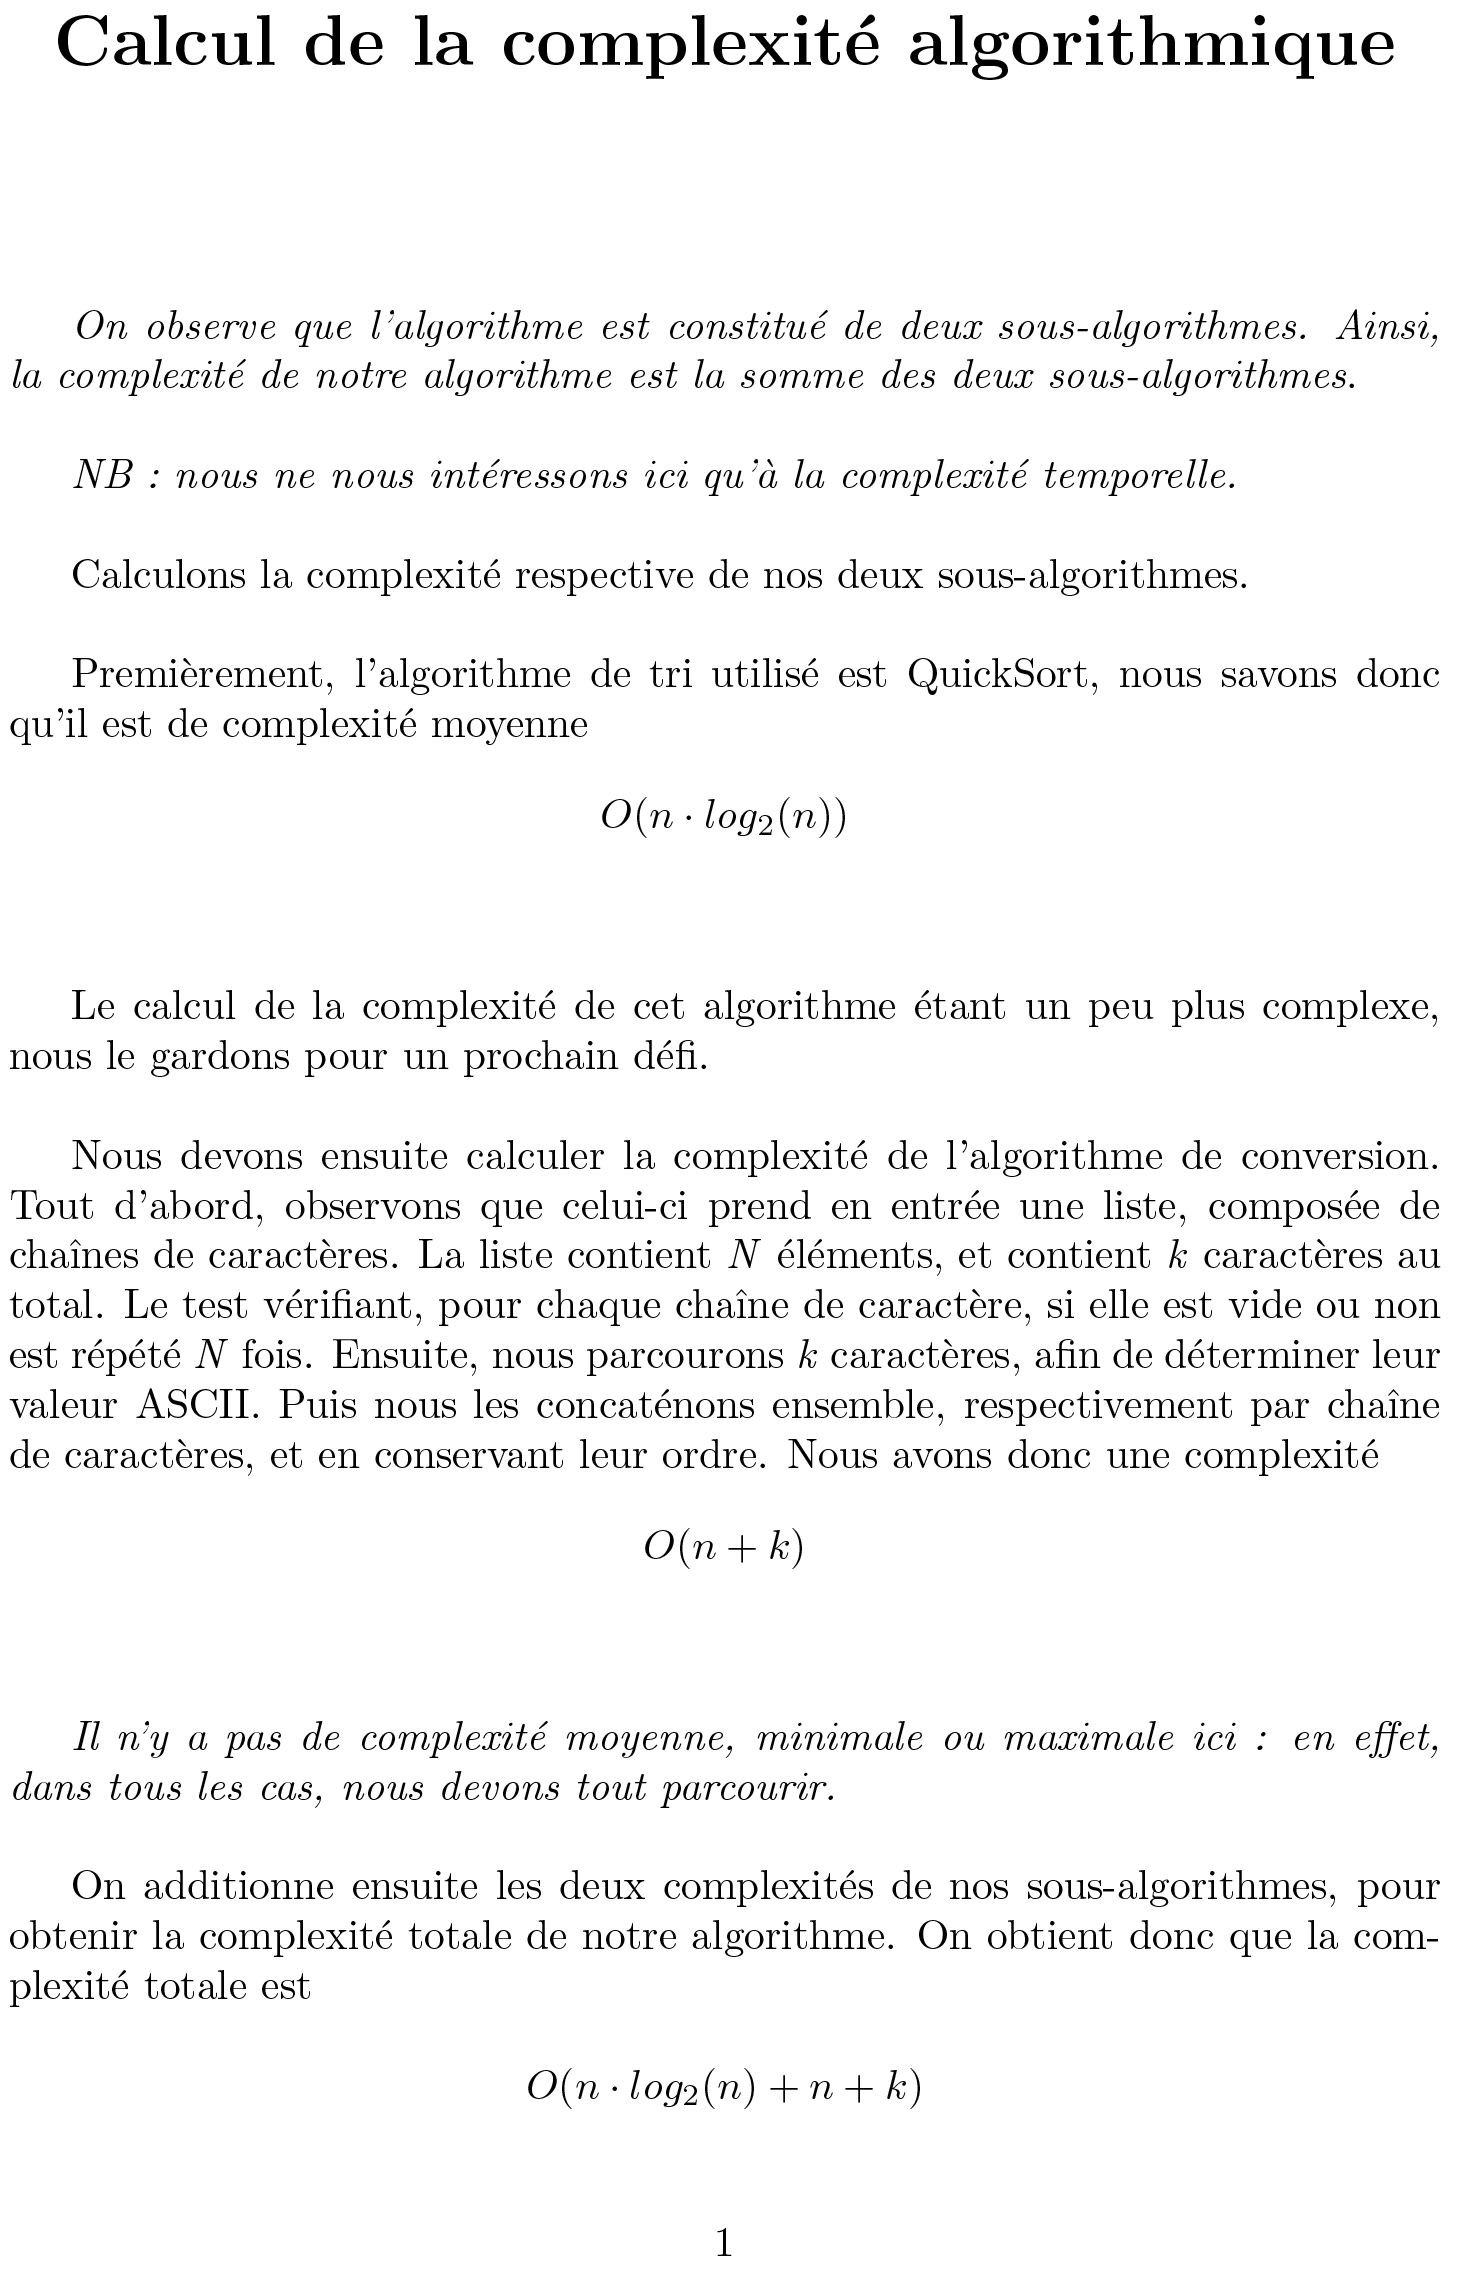 Calcul de la complexité algorithmique
On observe que l'algorithme est constitué de deux sous-algorithmes. Ainsi,
la complexité de notre algorithme est la somme des deux sous-algorithmes.
NB : nous ne nous intéressons ici qu'à la complexité temporelle.
Calculons la complexité respective de nos deux sous-algorithmes.
Premièrement, l'algorithme de tri utilisé est QuickSort, nous savons donc
qu'il est de complexité moyenne
O(n · log₂(n))
Le calcul de la complexité de cet algorithme étant un peu plus complexe,
nous le gardons pour un prochain défi.
Nous devons ensuite calculer la complexité de l'algorithme de conversion.
Tout d'abord, observons que celui-ci prend en entrée une liste, composée de
chaînes de caractères. La liste contient N éléments, et contient k caractères au
total. Le test vérifiant, pour chaque chaîne de caractère, si elle est vide ou non
est répété N fois. Ensuite, nous parcourons k caractères, afin de déterminer leur
valeur ASCII. Puis nous les concaténons ensemble, respectivement par chaîne
de caractères, et en conservant leur ordre. Nous avons donc une complexité
O(n + k)
Il n'y a pas de complexité moyenne, minimale ou maximale ici : en effet,
dans tous les cas, nous devons tout parcourir.
On additionne ensuite les deux complexités de nos sous-algorithmes, pour
obtenir la complexité totale de notre algorithme. On obtient donc que la com-
plexité totale est
O(n · log₂(n) + n + k)
1